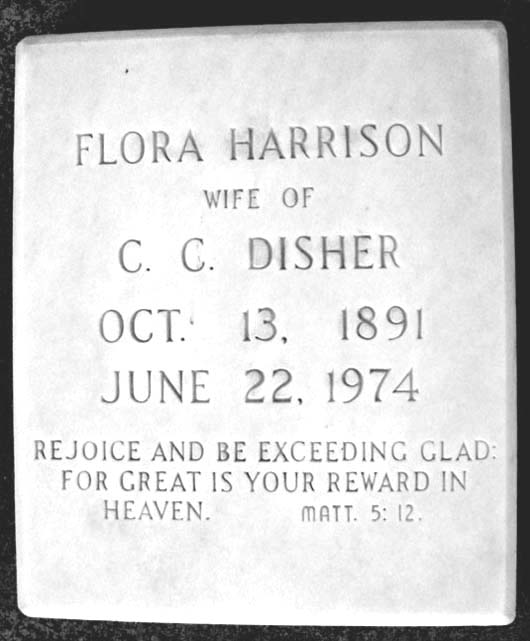 FLORA HARRISON
WIFE OF
C. C. DISHER
OCT. 13, 1891
JUNE 22, 1974
REJOICE AND BE EXCEEDING GLAD:
FOR GREAT IS YOUR REWARD IN
HEAVEN. MATT. 5: 12.